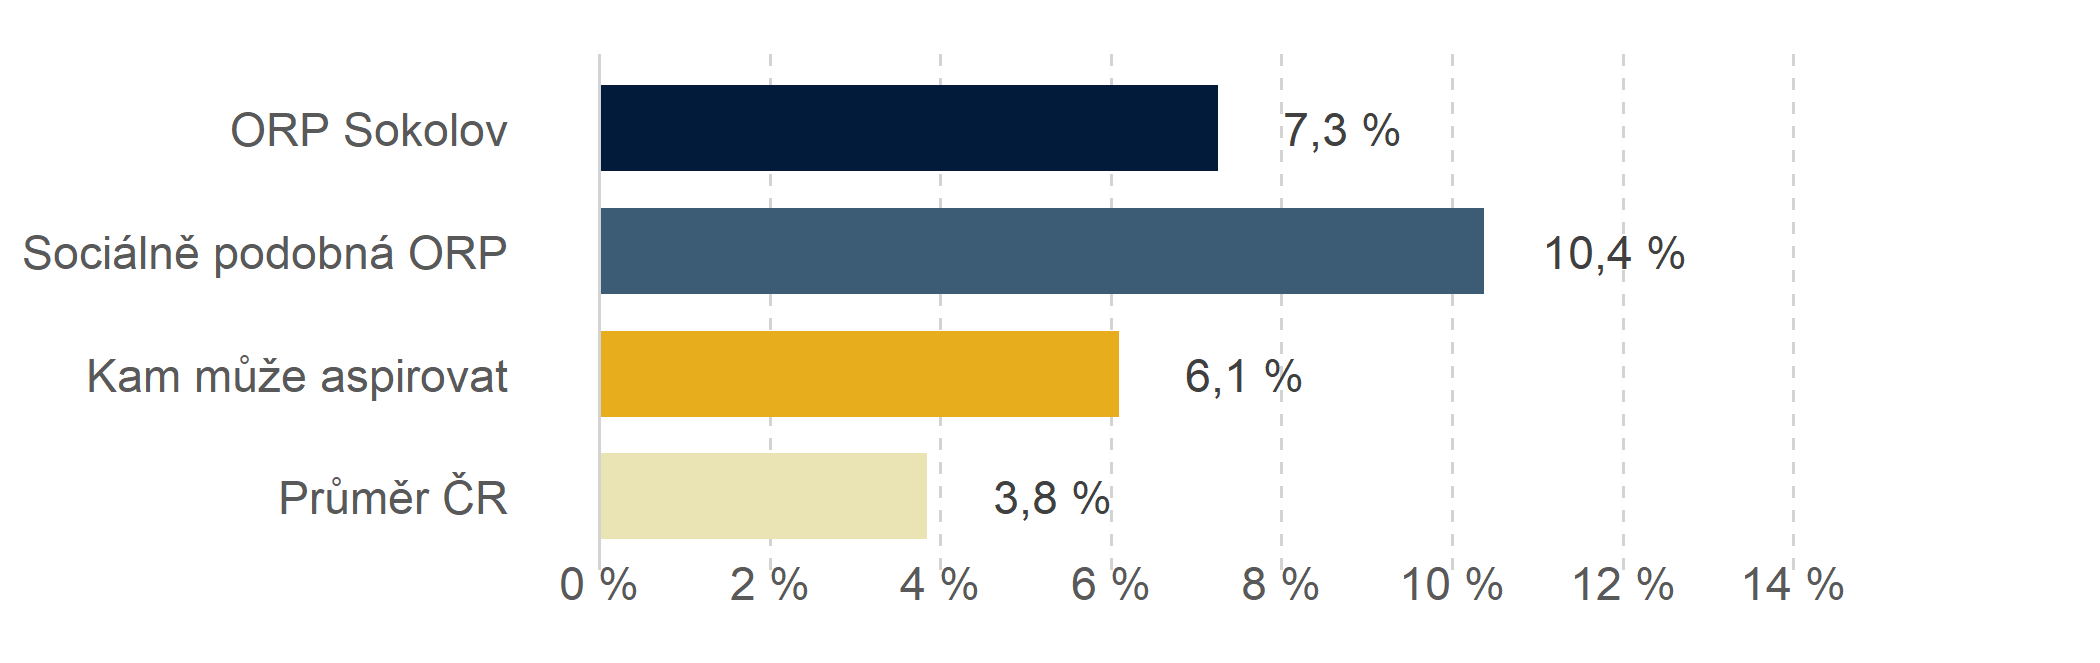 ORP Sokolov 7,3 %
Sociálně podobná ORP 10,4 %
Kam může aspirovat 6,1 %
Průměr ČR 3,8 %
0 % 2 % 4 % 6 % 8 % 10 % 12 % 14 %